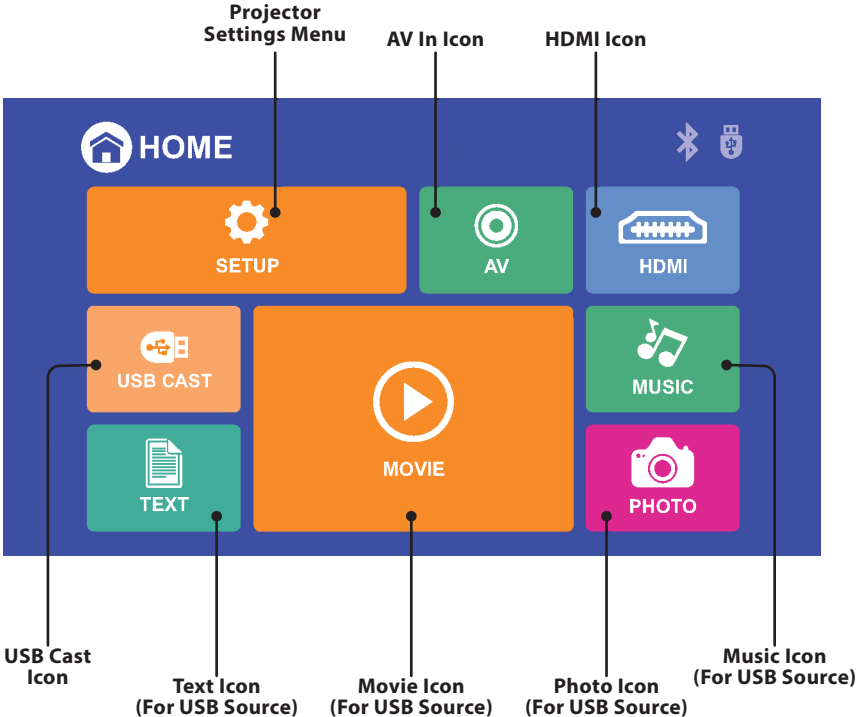 Projector
Settings Menu
AV In Icon
HDMI Icon
HOME
SETUP
AV
HDMI
USB CAST
MOVIE
MUSIC
TEXT
PHOTO
USB Cast
Icon
Text Icon
(For USB Source)
Movie Icon
(For USB Source)
Photo Icon
(For USB Source)
Music Icon
(For USB Source)